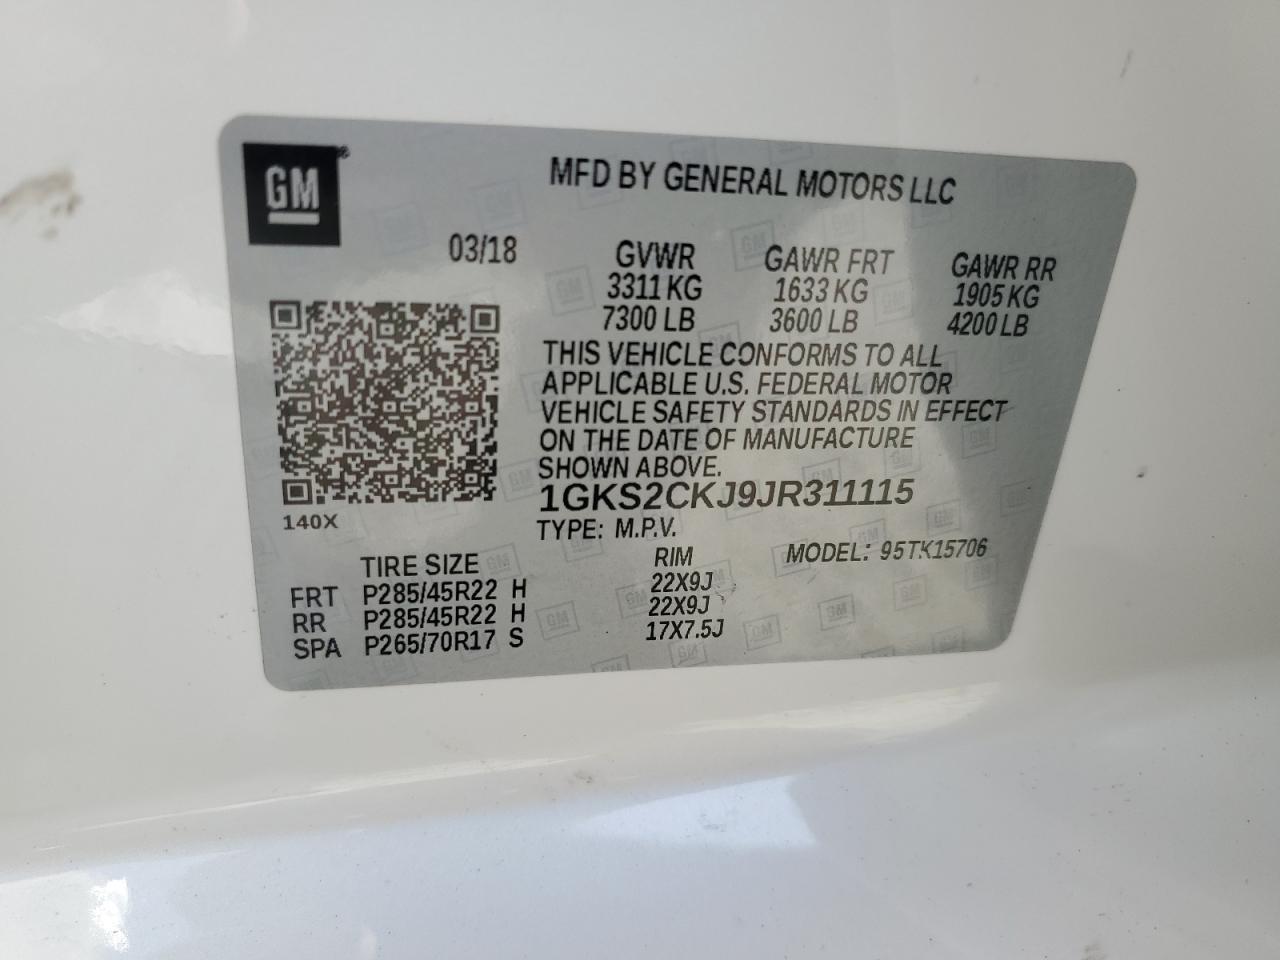 GM®
MFD BY GENERAL MOTORS LLC
03/18
GVWR
3311 KG
7300 LB
GAWR FRT
1633 KG
3600 LB
GAWR RR
1905 KG
4200 LB
THIS VEHICLE CONFORMS TO ALL
APPLICABLE U.S. FEDERAL MOTOR
VEHICLE SAFETY STANDARDS IN EFFECT
ON THE DATE OF MANUFACTURE
SHOWN ABOVE.
1GKS2CKJ9JR311115
140X
TYPE: M.P.V.
MODEL: 95TK15706
TIRE SIZE RIM
FRT P285/45R22 H 22X9J
RR P285/45R22 H 22X9J
SPA P265/70R17 S 17X7.5J